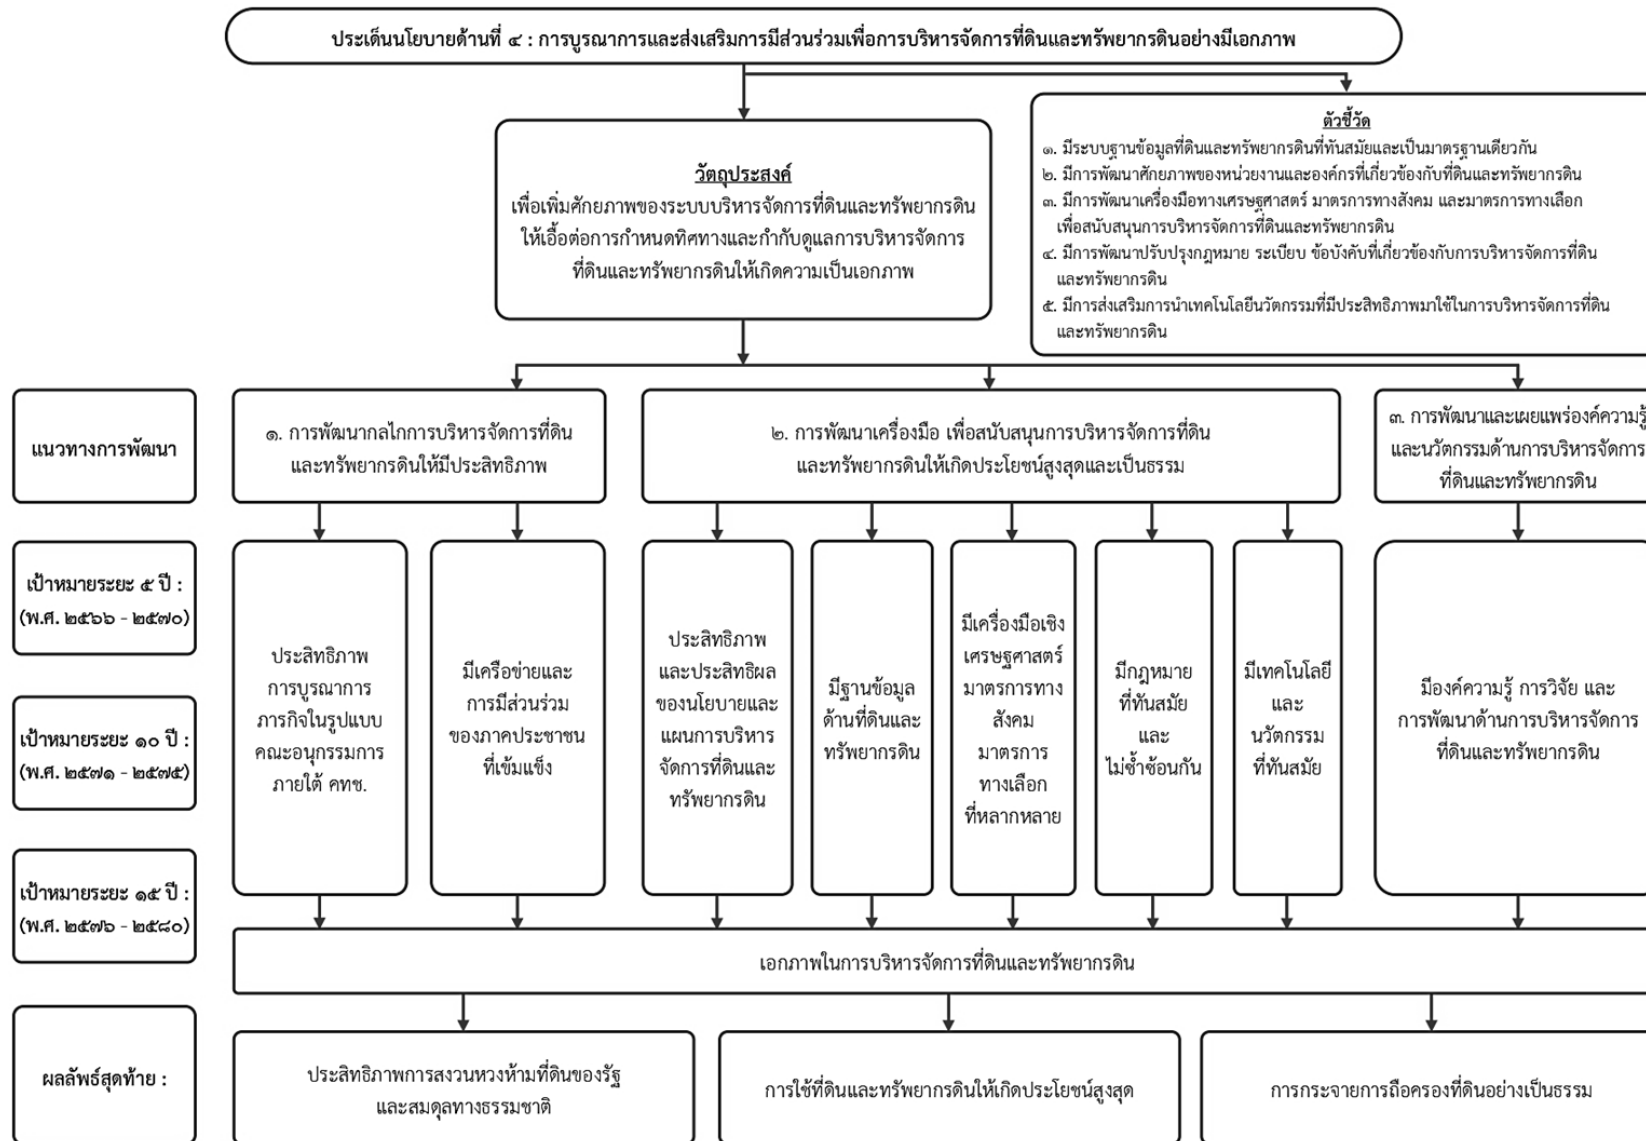 ประเด็นนโยบายด้านที่ ๔ : การบูรณาการและส่งเสริมการมีส่วนร่วมเพื่อการบริหารจัดการที่ดินและทรัพยากรดินอย่างมีเอกภาพ
วัตถุประสงค์
เพื่อเพิ่มศักยภาพของระบบบริหารจัดการที่ดินและทรัพยากรดิน
ให้เอื้อต่อการกำหนดทิศทางและกำกับดูแลการบริหารจัดการ
ที่ดินและทรัพยากรดินให้เกิดความเป็นเอกภาพ
ตัวชี้วัด
๑. มีระบบฐานข้อมูลที่ดินและทรัพยากรดินที่ทันสมัยและเป็นมาตรฐานเดียวกัน
๒. มีการพัฒนาศักยภาพของหน่วยงานและองค์กรที่เกี่ยวข้องกับที่ดินและทรัพยากรดิน
๓. มีการพัฒนาเครื่องมือทางเศรษฐศาสตร์ มาตรการทางสังคม และมาตรการทางเลือก
เพื่อสนับสนุนการบริหารจัดการที่ดินและทรัพยากรดิน
๔. มีการพัฒนาปรับปรุงกฎหมาย ระเบียบ ข้อบังคับที่เกี่ยวข้องกับการบริหารจัดการที่ดิน
และทรัพยากรดิน
๕. มีการส่งเสริมการนำเทคโนโลยีนวัตกรรมที่มีประสิทธิภาพมาใช้ในการบริหารจัดการที่ดิน
และทรัพยากรดิน
แนวทางการพัฒนา
๑. การพัฒนากลไกการบริหารจัดการที่ดิน
และทรัพยากรดินให้มีประสิทธิภาพ
๒. การพัฒนาเครื่องมือ เพื่อสนับสนุนการบริหารจัดการที่ดิน
และทรัพยากรดินให้เกิดประโยชน์สูงสุดและเป็นธรรม
๓. การพัฒนาและเผยแพร่องค์ความรู้
และนวัตกรรมด้านการบริหารจัดการ
ที่ดินและทรัพยากรดิน
เป้าหมายระยะ ๕ ปี :
(พ.ศ. ๒๕๖๖ - ๒๕๗๐)
เป้าหมายระยะ ๑๐ ปี :
(พ.ศ. ๒๕๗๑ - ๒๕๗๕)
เป้าหมายระยะ ๑๕ ปี :
(พ.ศ. ๒๕๗๖ - ๒๕๘๐)
ประสิทธิภาพ
การบูรณาการ
ภารกิจในรูปแบบ
คณะอนุกรรมการ
ภายใต้ คทช.
มีเครือข่ายและ
การมีส่วนร่วม
ของภาคประชาชน
ที่เข้มแข็ง
ประสิทธิภาพ
และประสิทธิผล
ของนโยบายและ
แผนการบริหาร
จัดการที่ดินและ
ทรัพยากรดิน
มีฐานข้อมูล
ด้านที่ดินและ
ทรัพยากรดิน
มีเครื่องมือเชิง
เศรษฐศาสตร์
มาตรการทาง
สังคม
มาตรการ
ทางเลือก
ที่หลากหลาย
มีกฎหมาย
ที่ทันสมัย
และ
ไม่ซ้ำซ้อนกัน
มีเทคโนโลยี
และ
นวัตกรรม
ที่ทันสมัย
มีองค์ความรู้ การวิจัย และ
การพัฒนาด้านการบริหารจัดการ
ที่ดินและทรัพยากรดิน
เอกภาพในการบริหารจัดการที่ดินและทรัพยากรดิน
ผลลัพธ์สุดท้าย :
ประสิทธิภาพการสงวนหวงห้ามที่ดินของรัฐ
และสมดุลทางธรรมชาติ
การใช้ที่ดินและทรัพยากรดินให้เกิดประโยชน์สูงสุด
การกระจายการถือครองที่ดินอย่างเป็นธรรม